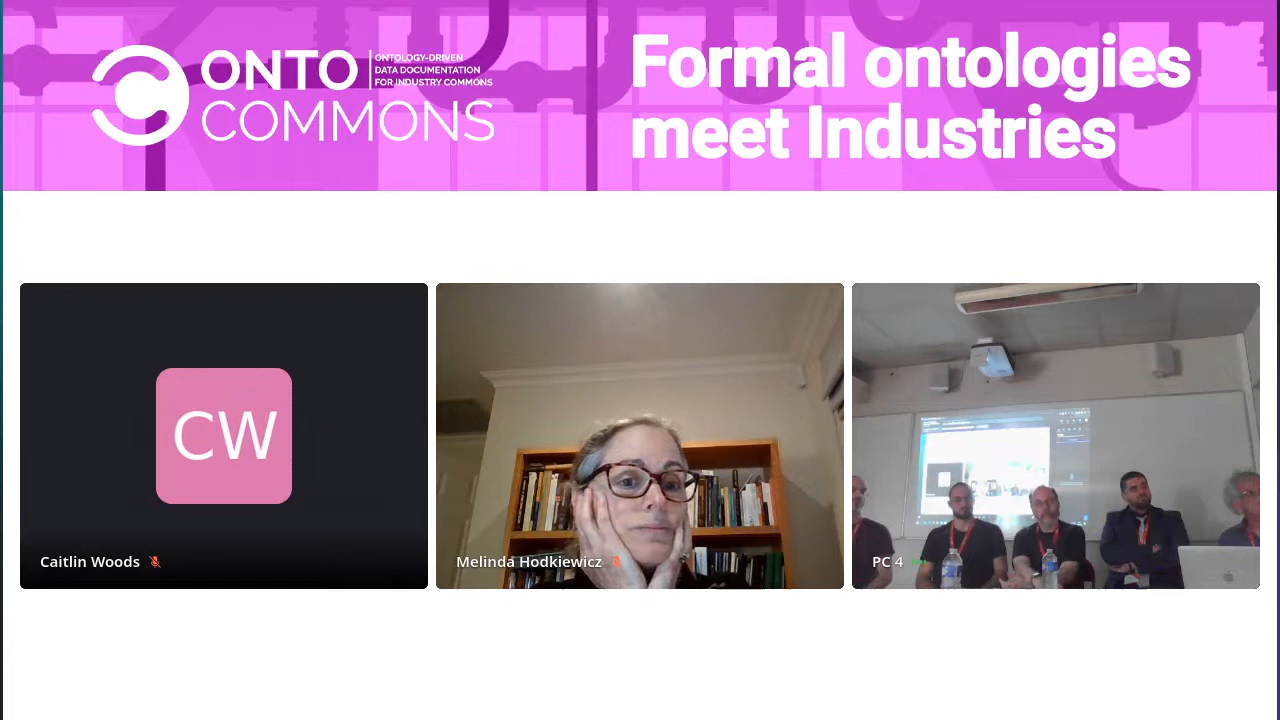 ONTO
COMMONS
ONTOLOGY-DRIVEN
DATA DOCUMENTATION
FOR INDUSTRY COMMONS
Formal ontologies
meet Industries
CW
Caitlin Woods
Melinda Hodkiewicz
PC 4